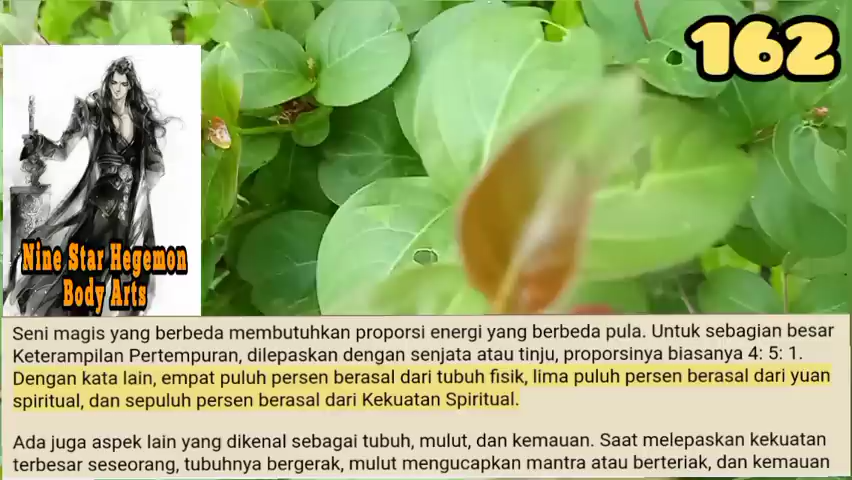 162
Nine Star Hegemon
Body Arts
Seni magis yang berbeda membutuhkan proporsi energi yang berbeda pula. Untuk sebagian besar
Keterampilan Pertempuran, dilepaskan dengan senjata atau tinju, proporsinya biasanya 4: 5: 1.
Dengan kata lain, empat puluh persen berasal dari tubuh fisik, lima puluh persen berasal dari yuan
spiritual, dan sepuluh persen berasal dari Kekuatan Spiritual.
Ada juga aspek lain yang dikenal sebagai tubuh, mulut, dan kemauan. Saat melepaskan kekuatan
terbesar seseorang, tubuhnya bergerak, mulut mengucapkan mantra atau berteriak, dan kemauan